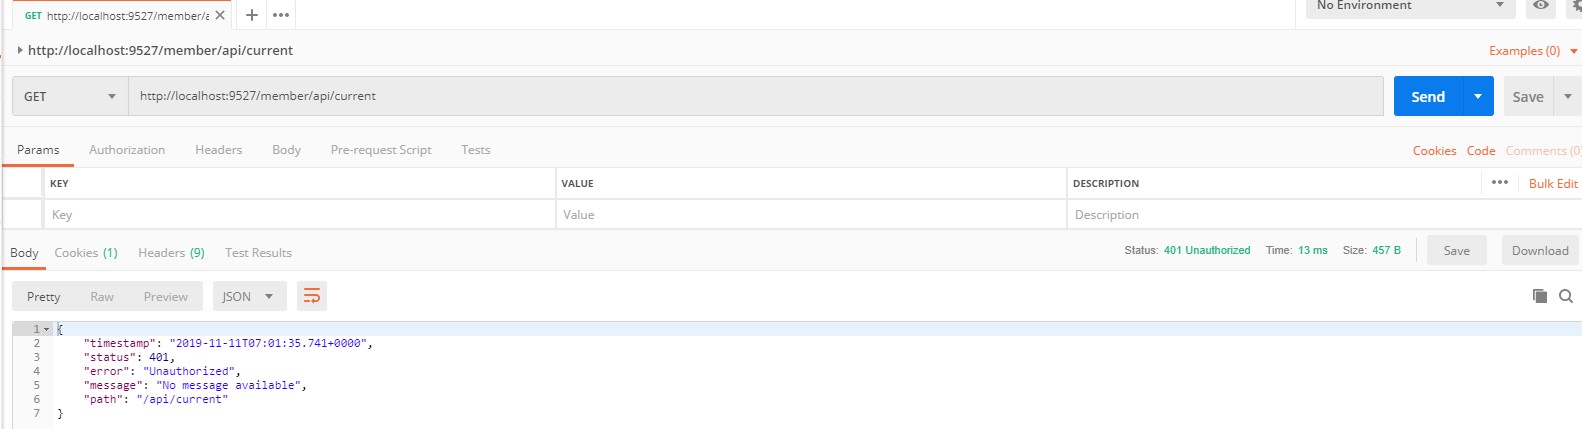 GET http://localhost:9527/member/a
No Environment
http://localhost:9527/member/api/current
Examples (0)
GET http://localhost:9527/member/api/current Send Save
Params Authorization Headers Body Pre-request Script Tests Cookies Code Comments (0)
KEY VALUE DESCRIPTION Bulk Edit
Key Value Description
Body Cookies (1) Headers (9) Test Results Status: 401 Unauthorized Time: 13 ms Size: 457 B Save Download
Pretty Raw Preview JSON
1 {
2 "timestamp": "2019-11-11T07:01:35.741+0000",
3 "status": 401,
4 "error": "Unauthorized",
5 "message": "No message available",
6 "path": "/api/current"
7 }